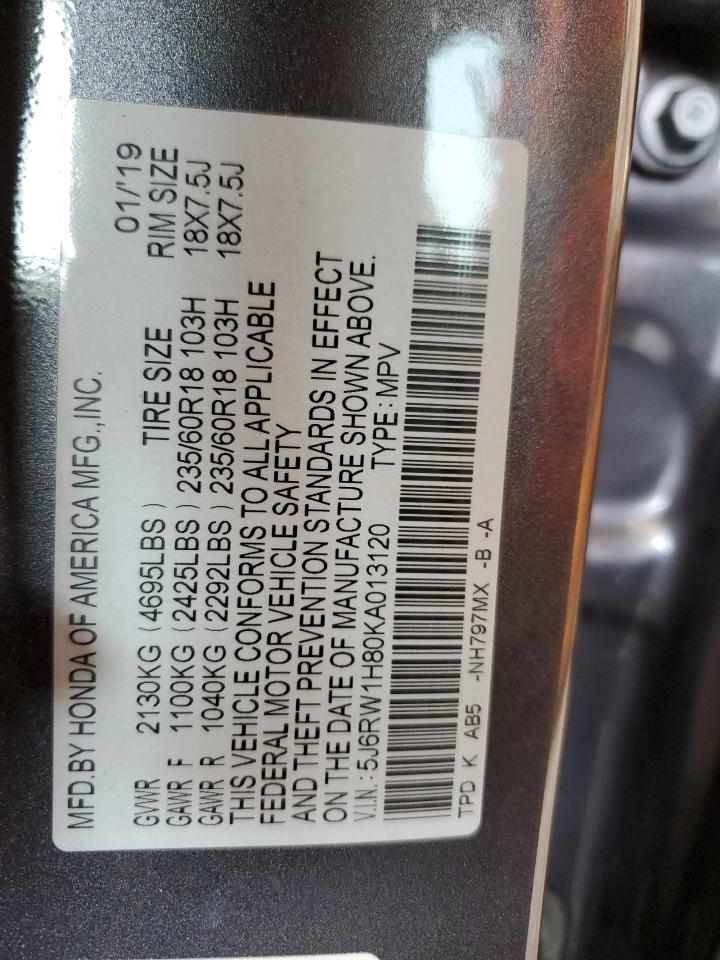 MFD.BY HONDA OF AMERICA MFG.,INC.
01/'19
GVWR 2130KG (4695LBS) TIRE SIZE RIM SIZE
GAWR F 1100KG (2425LBS) 235/60R18 103H 18X7.5J
GAWR R 1040KG (2292LBS) 235/60R18 103H 18X7.5J
THIS VEHICLE CONFORMS TO ALL APPLICABLE
FEDERAL MOTOR VEHICLE SAFETY
AND THEFT PREVENTION STANDARDS IN EFFECT
ON THE DATE OF MANUFACTURE SHOWN ABOVE.
V.I.N.: 5J6RW1H80KA013120 TYPE: MPV
TPD K AB5 -NH797MX -B -A